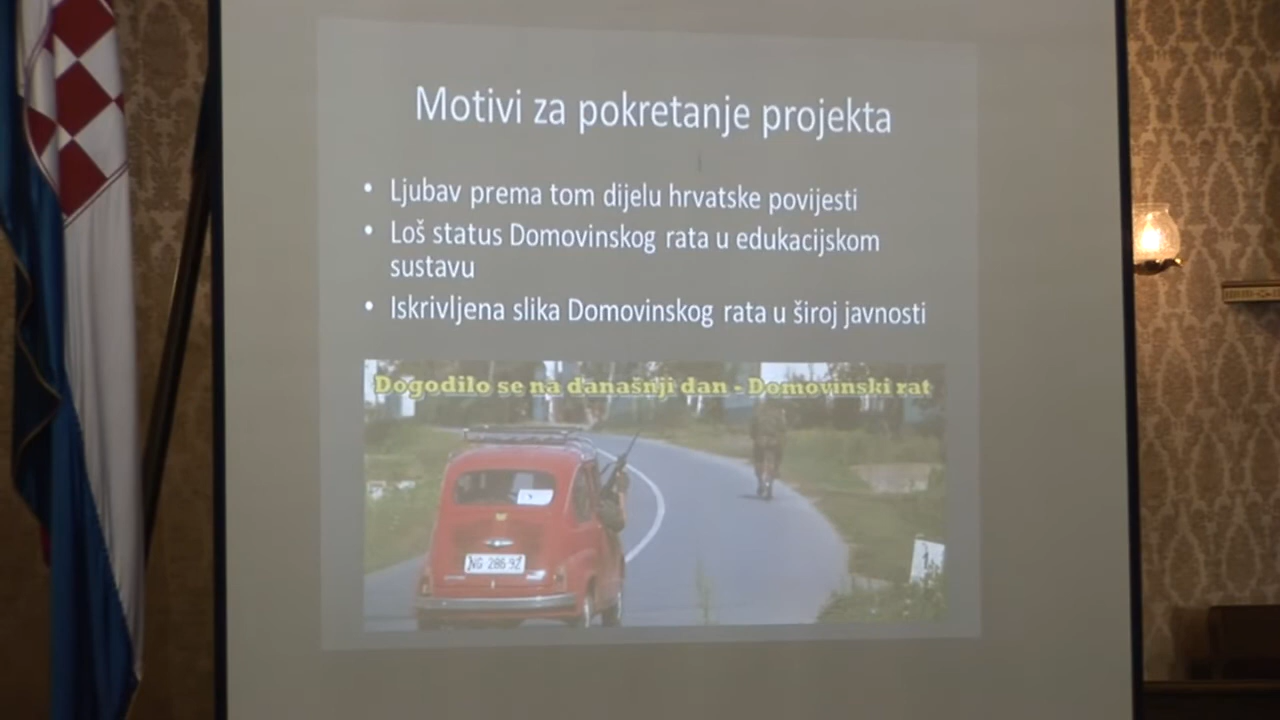 Motivi za pokretanje projekta
• Ljubav prema tom dijelu hrvatske povijesti
• Loš status Domovinskog rata u edukacijskom
sustavu
• Iskrivljena slika Domovinskog rata u široj javnosti
Dogodilo se na današnji dan - Domovinski rat
NG 286 92
1